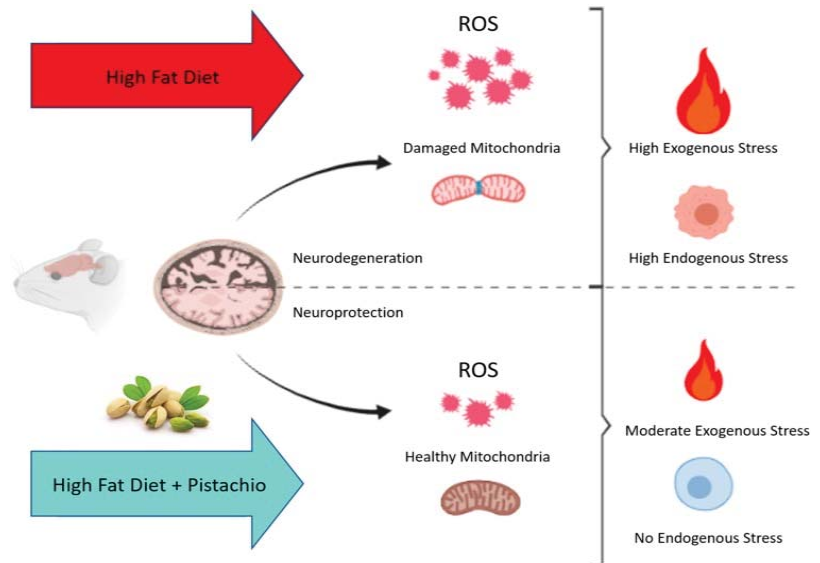 High Fat Diet
ROS
Damaged Mitochondria
High Exogenous Stress
High Endogenous Stress
Neurodegeneration
Neuroprotection
High Fat Diet + Pistachio
ROS
Healthy Mitochondria
Moderate Exogenous Stress
No Endogenous Stress